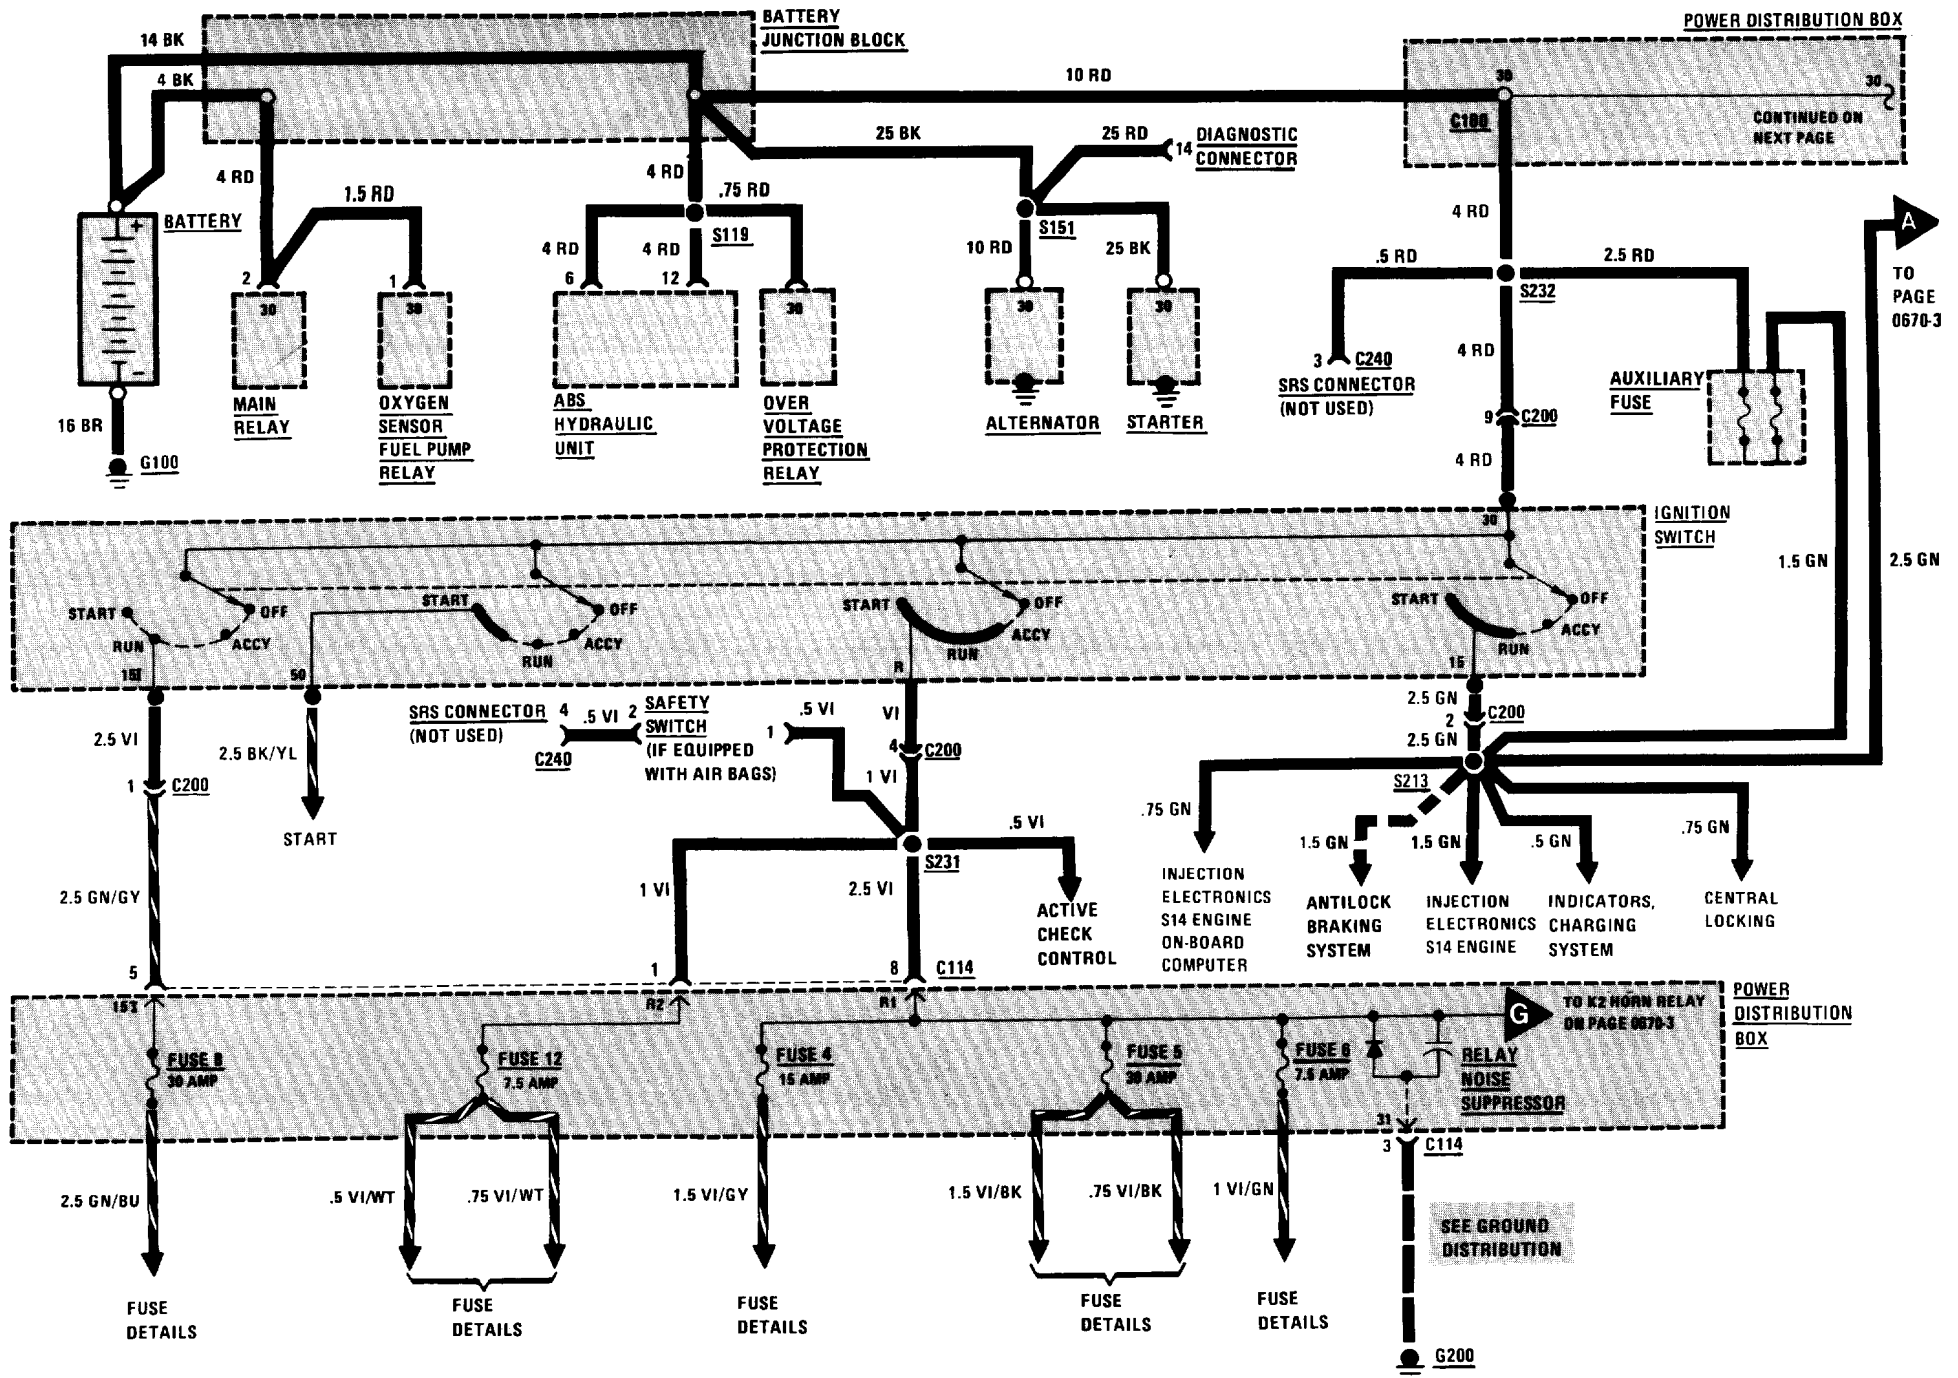 BATTERY
JUNCTION BLOCK
POWER DISTRIBUTION BOX
14 BK
4 BK
10 RD
30
30
C100
CONTINUED ON
NEXT PAGE
25 BK
25 RD
14
DIAGNOSTIC
CONNECTOR
4 RD
1.5 RD
4 RD
.75 RD
4 RD
A
TO
PAGE
0670-3
BATTERY
+
-
S119
S151
4 RD
4 RD
10 RD
25 BK
.5 RD
2.5 RD
S232
2
1
6
12
30
30
30
30
30
4 RD
3
C240
SRS CONNECTOR
(NOT USED)
AUXILIARY
FUSE
9
C200
4 RD
16 BR
G100
MAIN
RELAY
OXYGEN
SENSOR
FUEL PUMP
RELAY
ABS
HYDRAULIC
UNIT
OVER
VOLTAGE
PROTECTION
RELAY
ALTERNATOR
STARTER
30
IGNITION
SWITCH
1.5 GN
2.5 GN
START
OFF
RUN
ACCY
START
OFF
RUN
ACCY
START
OFF
RUN
ACCY
START
OFF
RUN
ACCY
50
R
15
SRS CONNECTOR
(NOT USED)
4
.5 VI
2
C240
SAFETY
SWITCH
(IF EQUIPPED
WITH AIR BAGS)
1
.5 VI
VI
4
C200
1 VI
2.5 GN
2
C200
2.5 GN
S213
2.5 VI
1
C200
2.5 BK/YL
START
.5 VI
S231
1 VI
2.5 VI
ACTIVE
CHECK
CONTROL
.75 GN
1.5 GN
1.5 GN
.5 GN
.75 GN
INJECTION
ELECTRONICS
S14 ENGINE
ON-BOARD
COMPUTER
ANTILOCK
BRAKING
SYSTEM
INJECTION
ELECTRONICS
S14 ENGINE
INDICATORS,
CHARGING
SYSTEM
CENTRAL
LOCKING
2.5 GN/GY
5
1
8
C114
R2
R1
G
TO K2 HORN RELAY
ON PAGE 0670-3
POWER
DISTRIBUTION
BOX
FUSE 8
30 AMP
FUSE 12
7.5 AMP
FUSE 4
15 AMP
FUSE 5
30 AMP
FUSE 6
7.5 AMP
RELAY
NOISE
SUPPRESSOR
31
3
C114
2.5 GN/BU
.5 VI/WT
.75 VI/WT
1.5 VI/GY
1.5 VI/BK
.75 VI/BK
1 VI/GN
SEE GROUND
DISTRIBUTION
FUSE
DETAILS
FUSE
DETAILS
FUSE
DETAILS
FUSE
DETAILS
FUSE
DETAILS
G200